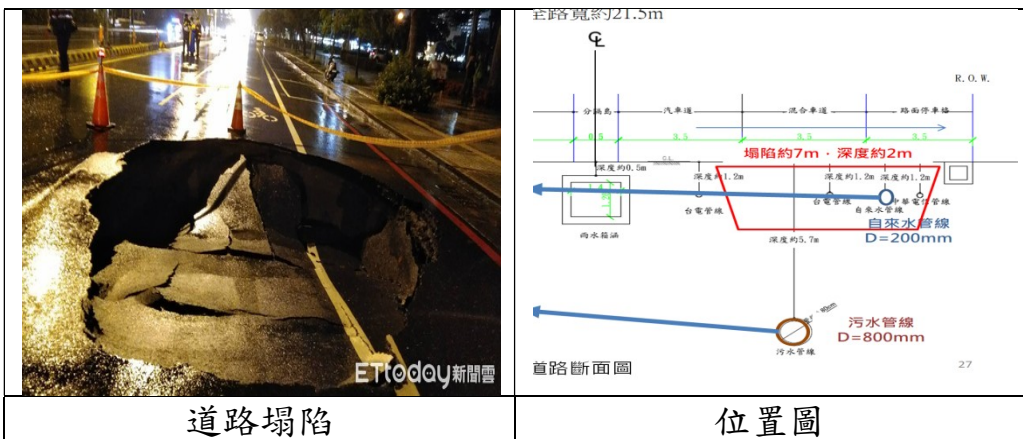 ETtoday新聞雲
全路寬約21.5m
℄
R.O.W.
分隔島
汽車道
混合車道
路面停車格
0.5
3.5
3.5
3.5
塌陷約7m・深度約2m
深度約0.5m
深度約1.2m
深度約1.2m
深度約1.2m
台電管線
台電管線
中華電信管線
自來水管線
自來水管線
D=200mm
雨水箱涵
深度約5.7m
污水管線
D=800mm
污水管線
道路斷面圖
27
道路塌陷
位置圖